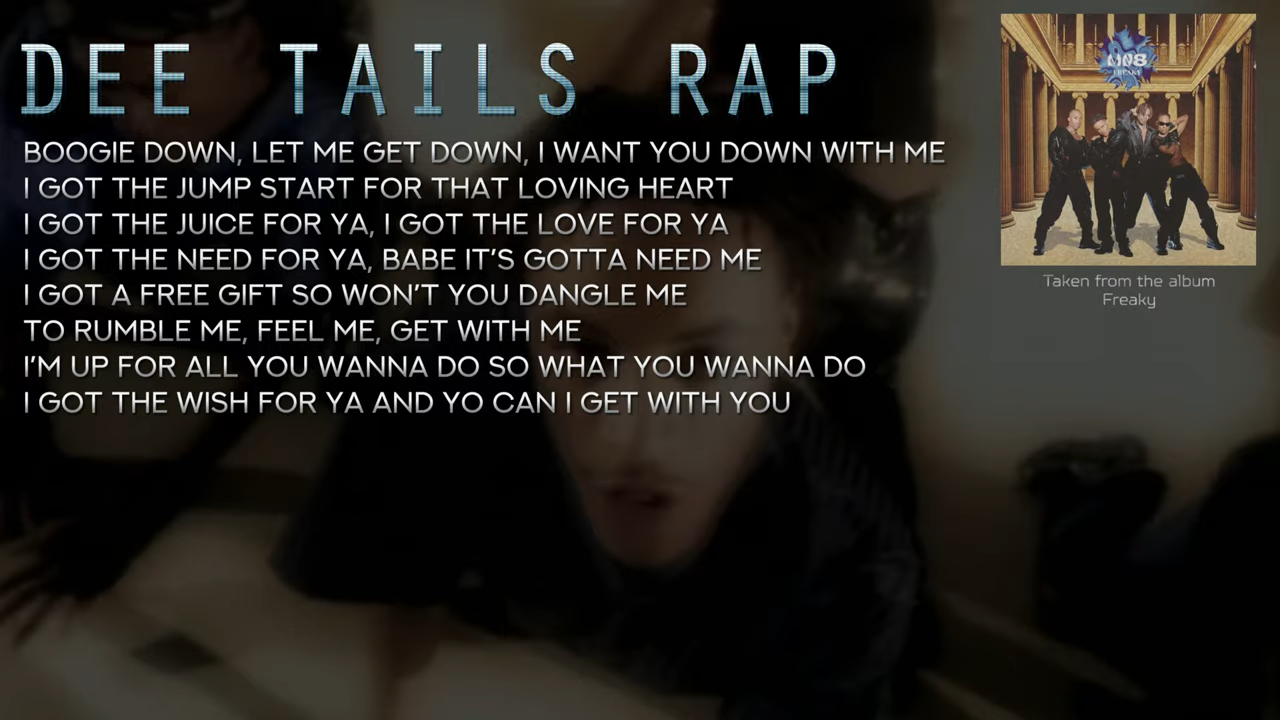 DEE TAILS RAP
BOOGIE DOWN, LET ME GET DOWN, I WANT YOU DOWN WITH ME
I GOT THE JUMP START FOR THAT LOVING HEART
I GOT THE JUICE FOR YA, I GOT THE LOVE FOR YA
I GOT THE NEED FOR YA, BABE IT'S GOTTA NEED ME
I GOT A FREE GIFT SO WON'T YOU DANGLE ME
TO RUMBLE ME, FEEL ME, GET WITH ME
I'M UP FOR ALL YOU WANNA DO SO WHAT YOU WANNA DO
I GOT THE WISH FOR YA AND YO CAN I GET WITH YOU
MN8
FREAKY
Taken from the album
Freaky